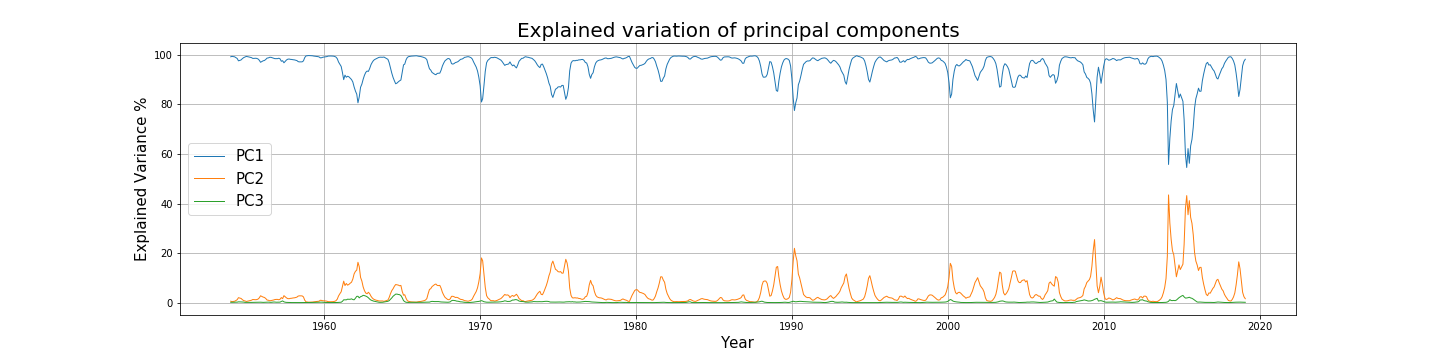 Explained variation of principal components
Explained Variance %
100
80
60
40
20
0
PC1
PC2
PC3
1960
1970
1980
1990
2000
2010
2020
Year